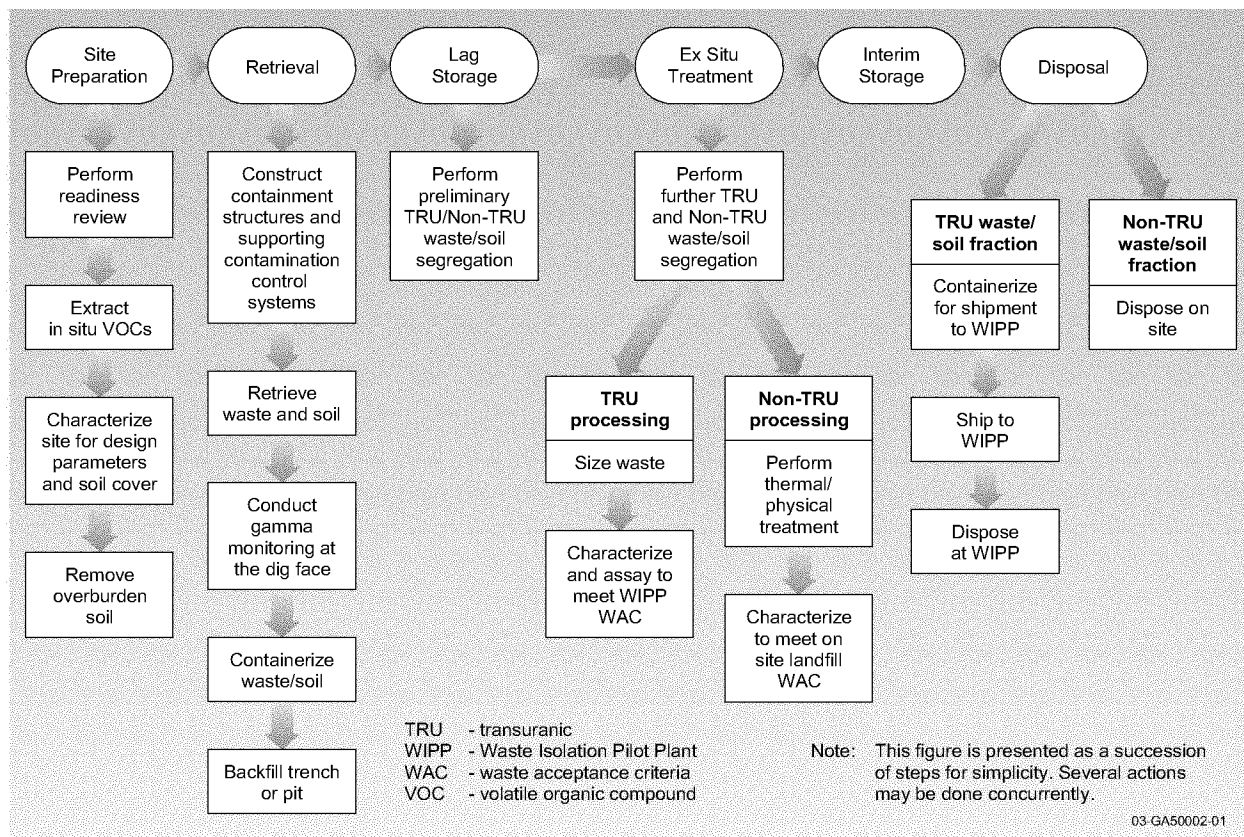 Site
Preparation
Retrieval
Lag
Storage
Ex Situ
Treatment
Interim
Storage
Disposal
Perform
readiness
review
Extract
in situ VOCs
Characterize
site for design
parameters
and soil cover
Remove
overburden
soil
Construct
containment
structures and
supporting
contamination
control
systems
Retrieve
waste and soil
Conduct
gamma
monitoring at
the dig face
Containerize
waste/soil
Backfill trench
or pit
Perform
preliminary
TRU/Non-TRU
waste/soil
segregation
Perform
further TRU
and Non-TRU
waste/soil
segregation
TRU
processing
Size waste
Characterize
and assay to
meet WIPP
WAC
Non-TRU
processing
Perform
thermal/
physical
treatment
Characterize
to meet on
site landfill
WAC
TRU waste/
soil fraction
Containerize
for shipment
to WIPP
Ship to
WIPP
Dispose
at WIPP
Non-TRU
waste/soil
fraction
Dispose on
site
TRU - transuranic
WIPP - Waste Isolation Pilot Plant
WAC - waste acceptance criteria
VOC - volatile organic compound
Note: This figure is presented as a succession
of steps for simplicity. Several actions
may be done concurrently.
03-GA50002-01